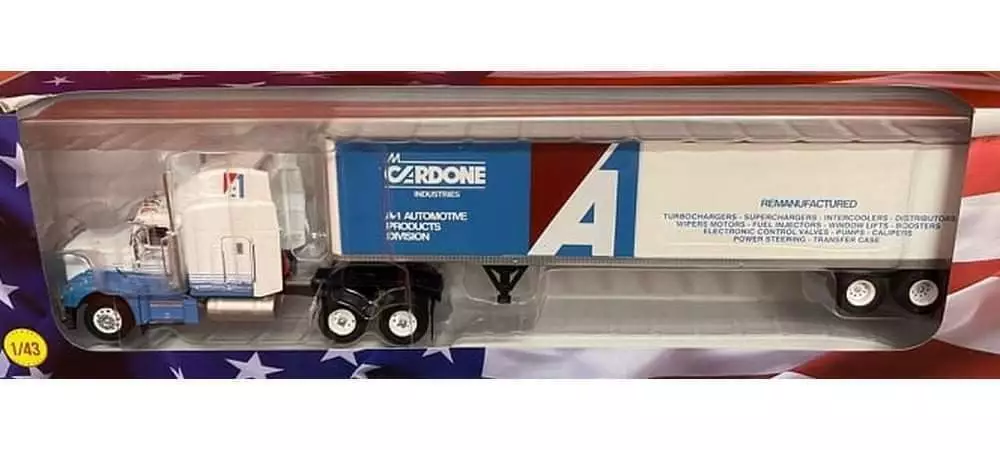 A1
M
CARDONE
INDUSTRIES
A-1 AUTOMOTIVE
PRODUCTS
DIVISION
A1
REMANUFACTURED
TURBOCHARGERS - SUPERCHARGERS - INTERCOOLERS - DISTRIBUTORS
WIPERS MOTORS - FUEL INJECTORS - WINDOW LIFTS - BOOSTERS
ELECTRONIC CONTROL VALVES - PUMPS - CALIPERS
POWER STEERING - TRANSFER CASE
1/43